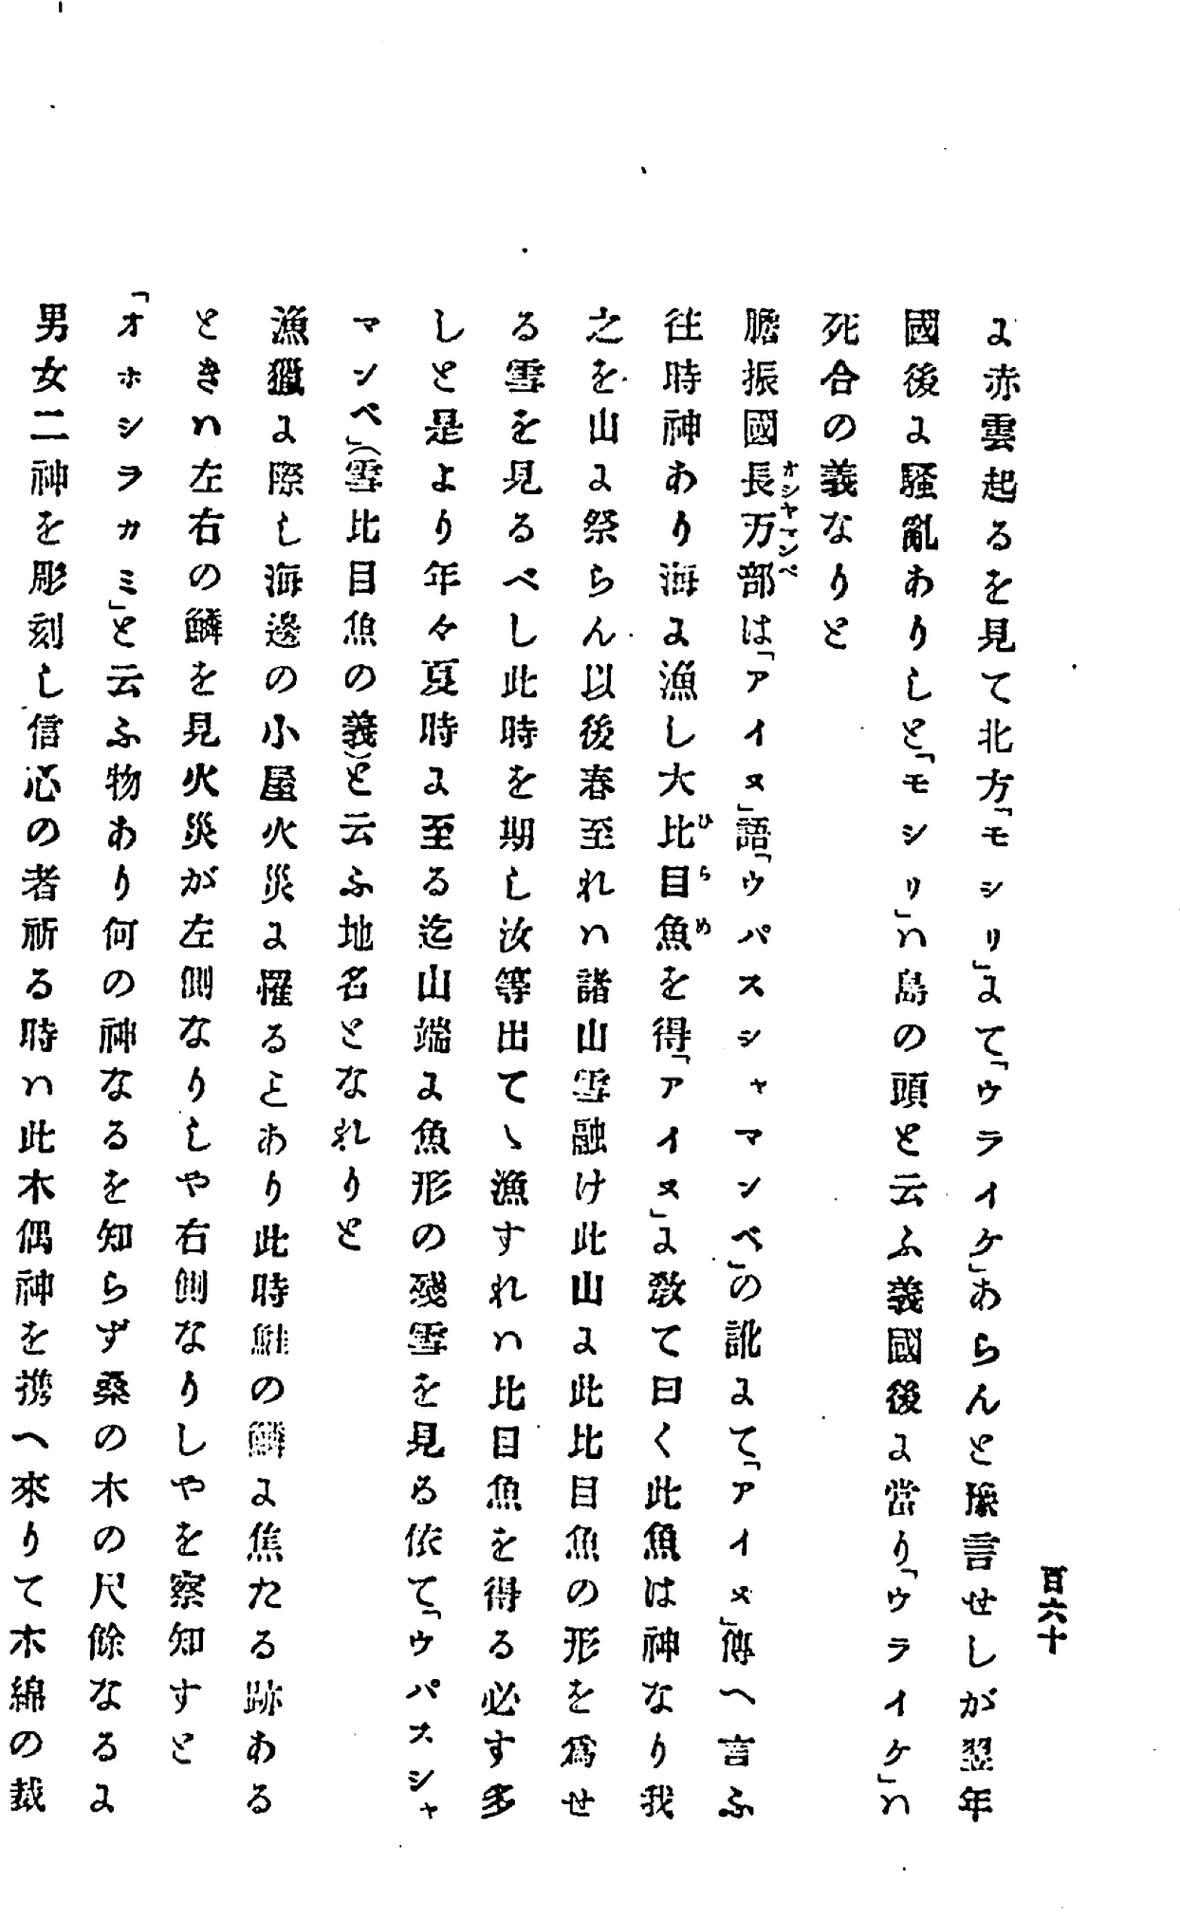 百六十
に赤雲起るを見て北方「モシリ」にて「ウライケ」あらんと豫言せしが翌年
國後に騷亂ありしと「モシリ」ハ島の頭と云ふ義國後に當り「ウライケ」ハ
死合の義なりと
膽振國長万部は「アイヌ」語「ウパスシャマンベ」の訛にて「アイヌ」傳へ言ふ
オシヤマンベ
往時神あり海に漁し大比目魚を得「アイヌ」に敎て曰く此魚は神なり我
ひらめ
之を山に祭らん以後春至れハ諸山雪融け此山に此比目魚の形を爲せ
る雪を見るべし此時を期し汝等出てゝ漁すれハ比目魚を得る必す多
しと是より年々夏時に至る迄山端に魚形の殘雪を見る依て「ウパスシャ
マンベ」(雪比目魚の義)と云ふ地名となれりと
漁獵に際し海邊の小屋火災に罹るとあり此時鮭の鱗に焦たる跡ある
ときハ左右の鱗を見火災が左側なりしや右側なりしやを察知すと
「オホシラカミ」と云ふ物あり何の神なるを知らず桑の木の尺餘なるに
男女二神を彫刻し信心の者祈る時ハ此木偶神を携へ來りて木綿の裁